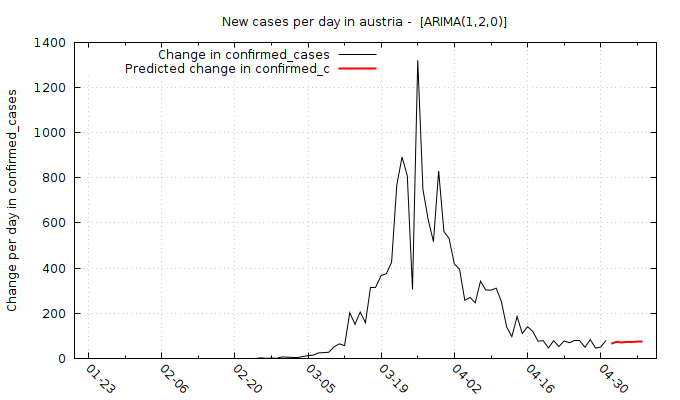 New cases per day in austria -  [ARIMA(1,2,0)]
Change in confirmed_cases
Predicted change in confirmed_c
Change per day in confirmed_cases
1400
1200
1000
800
600
400
200
0
01-23 02-06 02-20 03-05 03-19 04-02 04-16 04-30